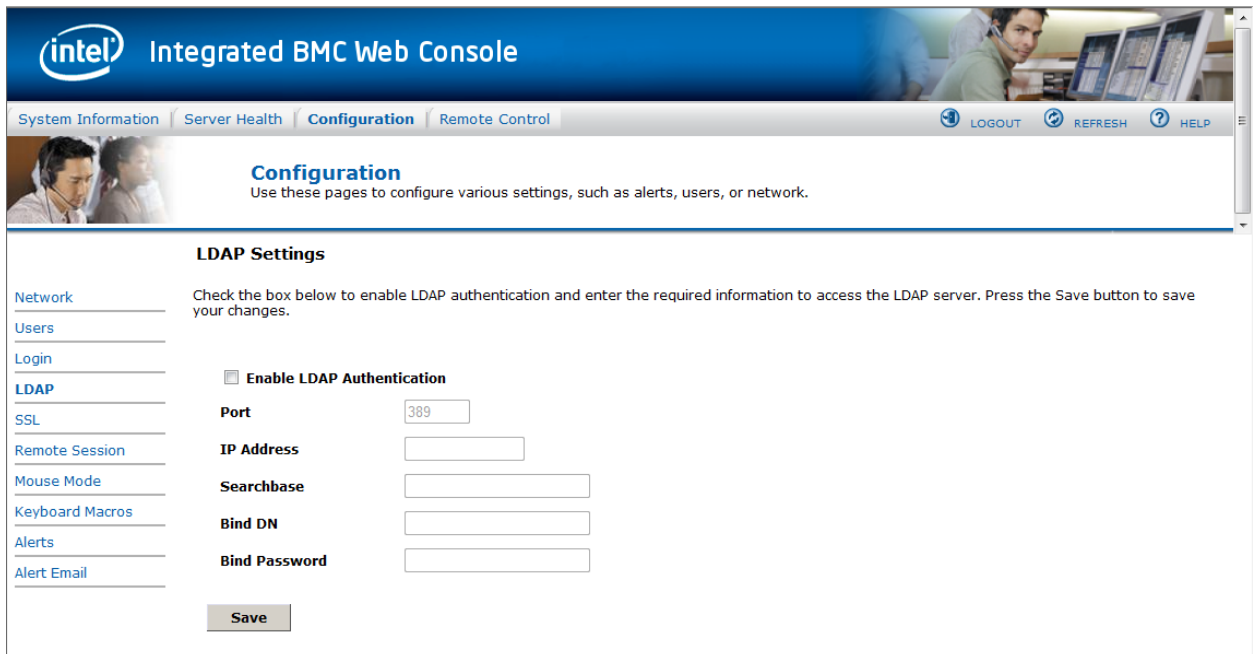 intel Integrated BMC Web Console
System Information Server Health Configuration Remote Control LOGOUT REFRESH ? HELP
Configuration
Use these pages to configure various settings, such as alerts, users, or network.
LDAP Settings
Network
Users
Login
LDAP
SSL
Remote Session
Mouse Mode
Keyboard Macros
Alerts
Alert Email
Check the box below to enable LDAP authentication and enter the required information to access the LDAP server. Press the Save button to save
your changes.
Enable LDAP Authentication
Port 389
IP Address
Searchbase
Bind DN
Bind Password
Save